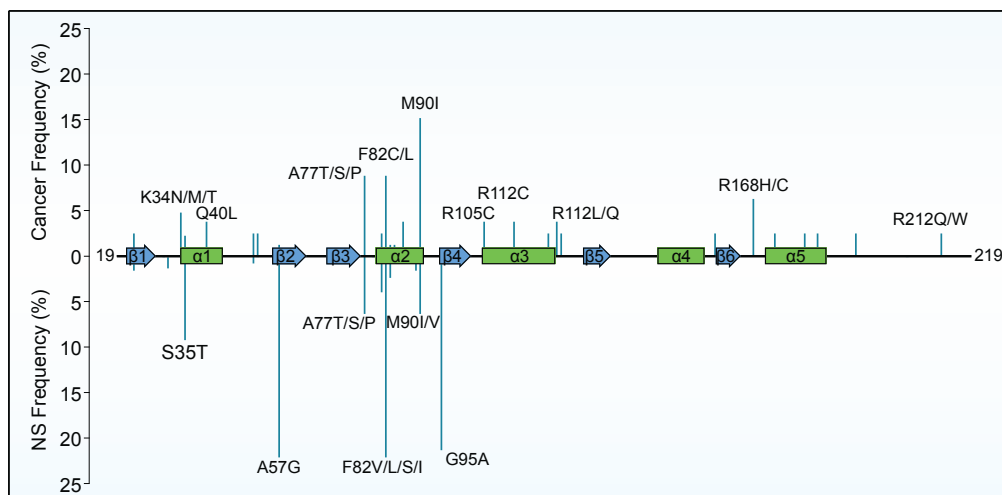 Cancer Frequency (%)
NS Frequency (%)
25
20
15
10
5
0
5
10
15
20
25
M90I
F82C/L
A77T/S/P
K34N/M/T
Q40L
R105C
R112C
R112L/Q
R168H/C
R212Q/W
19
β1
α1
β2
β3
α2
β4
α3
β5
α4
β6
α5
219
S35T
A57G
A77T/S/P
F82V/L/S/I
M90I/V
G95A